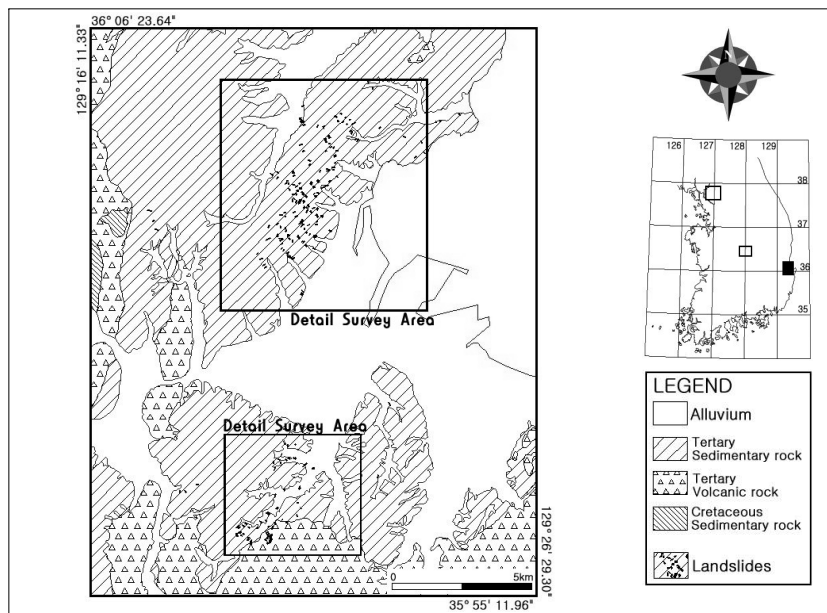 36° 06' 23.64"
129° 16' 11.33"
Detail Survey Area
Detail Survey Area
0 5km
129° 26' 29.30"
35° 55' 11.96"
126 127 128 129
38
37
36
35
LEGEND
Alluvium
Tertary
Sedimentary rock
Tertary
Volcanic rock
Cretaceous
Sedimentary rock
Landslides